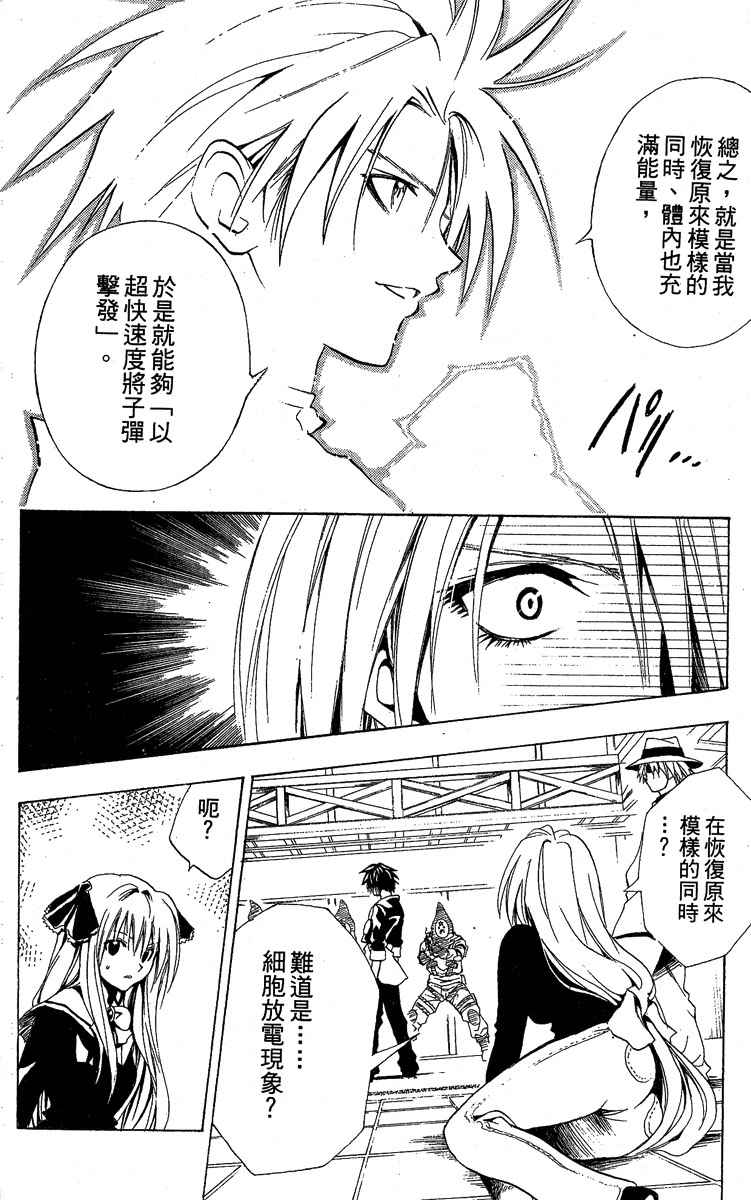 總之，就是當我
恢復原來模樣的
同時、體內也充
滿能量，
於是就能夠「以
超快速度將子彈
擊發」。
パリ…
在恢復原來
模樣的同時
…？
難道是……
細胞放電現象？
呃？